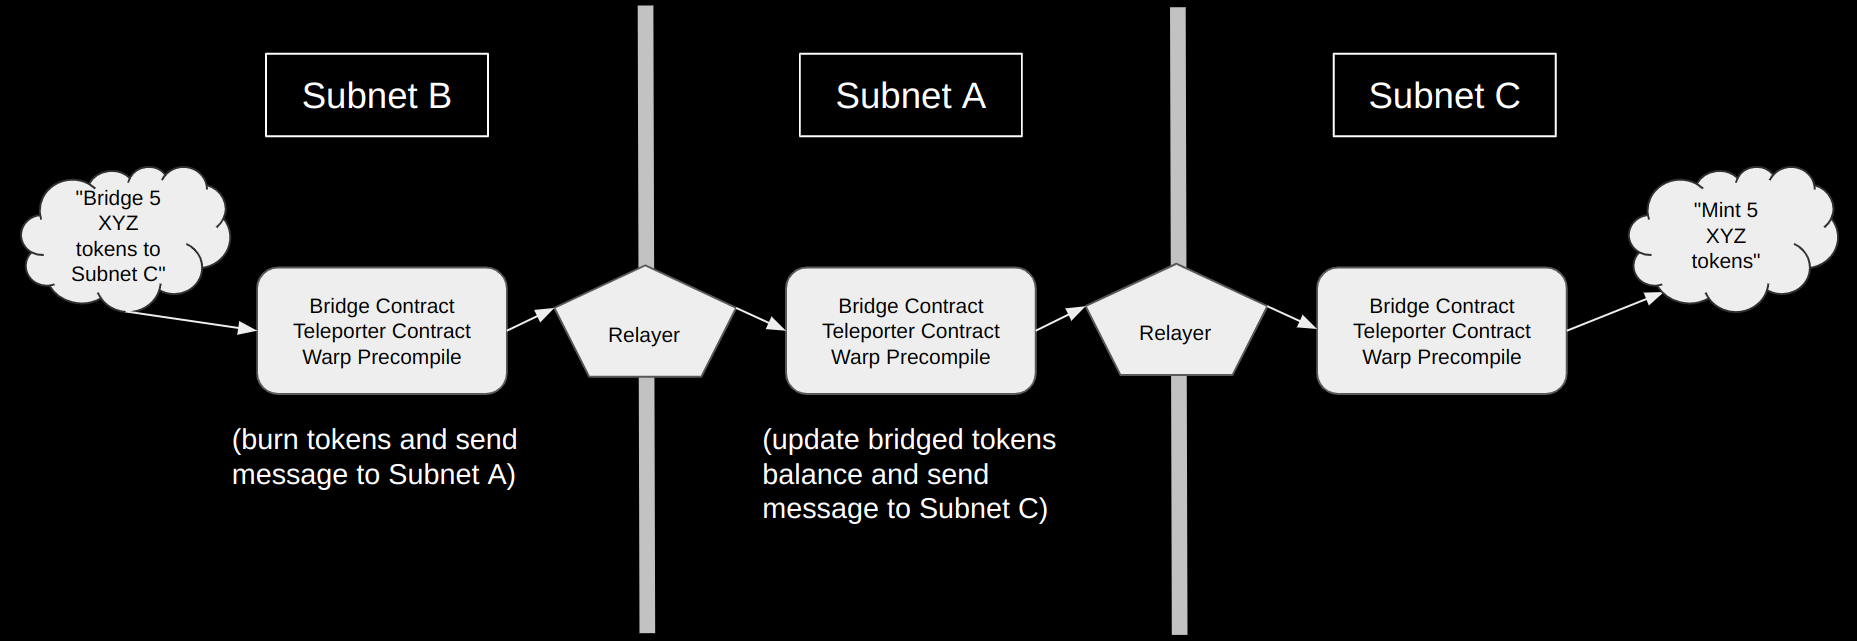 Subnet B
Subnet A
Subnet C
"Bridge 5
XYZ
tokens to
Subnet C"
Bridge Contract
Teleporter Contract
Warp Precompile
(burn tokens and send
message to Subnet A)
Relayer
Bridge Contract
Teleporter Contract
Warp Precompile
(update bridged tokens
balance and send
message to Subnet C)
Relayer
Bridge Contract
Teleporter Contract
Warp Precompile
"Mint 5
XYZ
tokens"